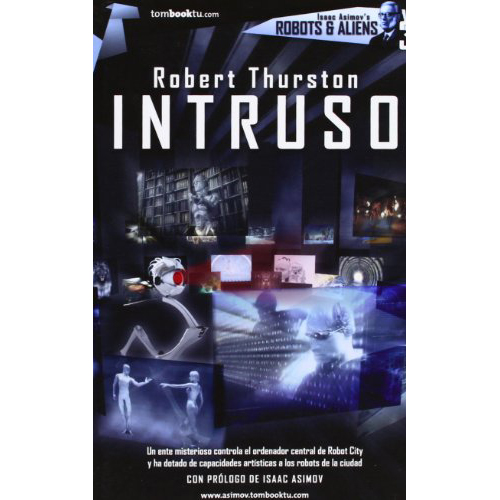 tombooktu.com
Isaac Asimov's
ROBOTS & ALIENS
Robert Thurston
INTRUSO
Un ente misterioso controla el ordenador central de Robot City
y ha dotado de capacidades artísticas a los robots de la ciudad
CON PRÓLOGO DE ISAAC ASIMOV
www.asimov.tombooktu.com